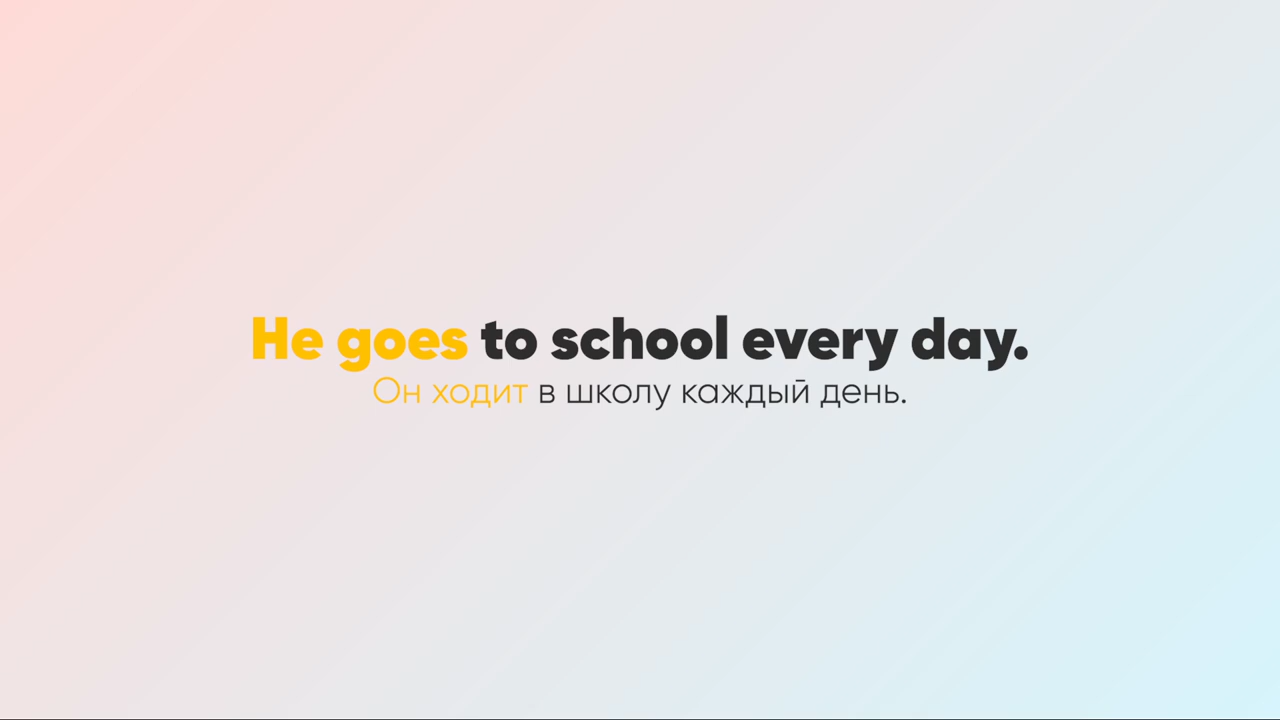 He goes to school every day.
Он ходит в школу каждый день.